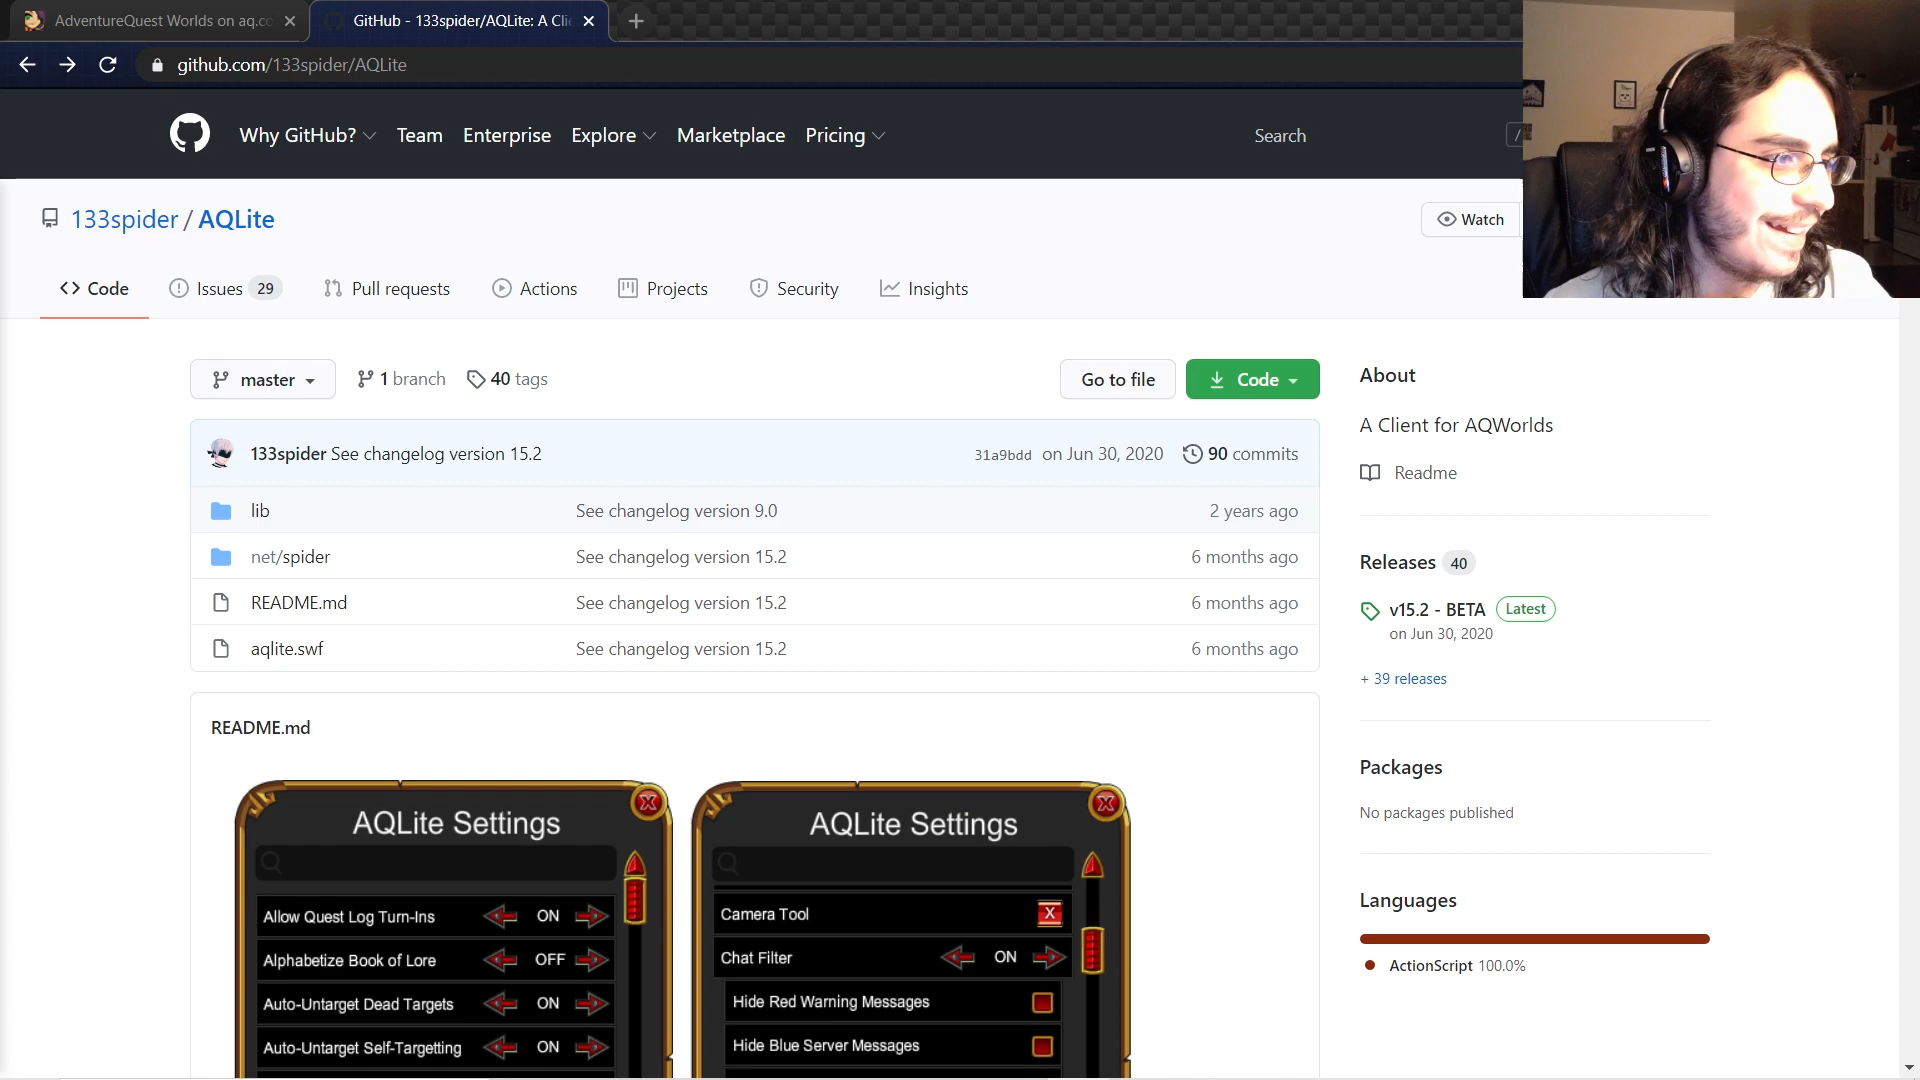 AdventureQuest Worlds on aq.co
GitHub - 133spider/AQLite: A Cli
github.com/133spider/AQLite
Why GitHub? Team Enterprise Explore Marketplace Pricing Search /
133spider / AQLite Watch
Code Issues 29 Pull requests Actions Projects Security Insights
master 1 branch 40 tags Go to file Code
133spider See changelog version 15.2 31a9bdd on Jun 30, 2020 90 commits
lib See changelog version 9.0 2 years ago
net/spider See changelog version 15.2 6 months ago
README.md See changelog version 15.2 6 months ago
aqlite.swf See changelog version 15.2 6 months ago
README.md
AQLite Settings
Allow Quest Log Turn-Ins ON
Alphabetize Book of Lore OFF
Auto-Untarget Dead Targets ON
Auto-Untarget Self-Targetting ON
AQLite Settings
Camera Tool X
Chat Filter ON
Hide Red Warning Messages
Hide Blue Server Messages
About
A Client for AQWorlds
Readme
Releases 40
v15.2 - BETA Latest
on Jun 30, 2020
+ 39 releases
Packages
No packages published
Languages
ActionScript 100.0%